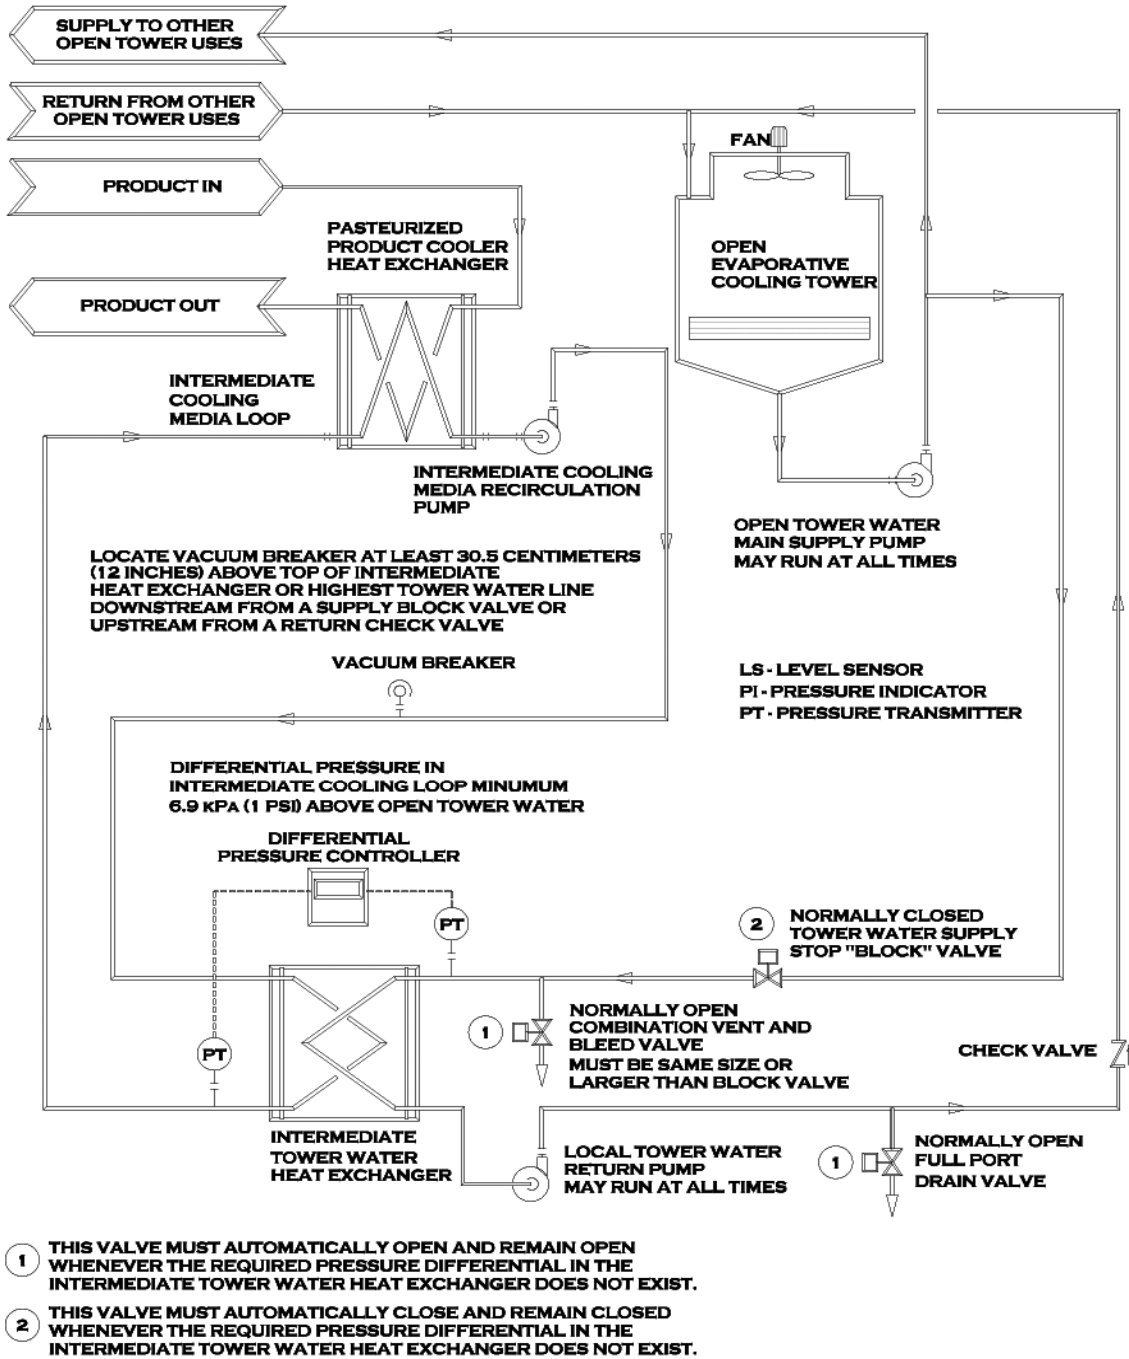 SUPPLY TO OTHER
OPEN TOWER USES
RETURN FROM OTHER
OPEN TOWER USES
FAN
PRODUCT IN
PASTEURIZED
PRODUCT COOLER
HEAT EXCHANGER
OPEN
EVAPORATIVE
COOLING TOWER
PRODUCT OUT
INTERMEDIATE
COOLING
MEDIA LOOP
INTERMEDIATE COOLING
MEDIA RECIRCULATION
PUMP
OPEN TOWER WATER
MAIN SUPPLY PUMP
MAY RUN AT ALL TIMES
LOCATE VACUUM BREAKER AT LEAST 30.5 CENTIMETERS
(12 INCHES) ABOVE TOP OF INTERMEDIATE
HEAT EXCHANGER OR HIGHEST TOWER WATER LINE
DOWNSTREAM FROM A SUPPLY BLOCK VALVE OR
UPSTREAM FROM A RETURN CHECK VALVE
VACUUM BREAKER
LS - LEVEL SENSOR
PI - PRESSURE INDICATOR
PT - PRESSURE TRANSMITTER
DIFFERENTIAL PRESSURE IN
INTERMEDIATE COOLING LOOP MINUMUM
6.9 KPA (1 PSI) ABOVE OPEN TOWER WATER
DIFFERENTIAL
PRESSURE CONTROLLER
PT
2
NORMALLY CLOSED
TOWER WATER SUPPLY
STOP "BLOCK" VALVE
PT
1
NORMALLY OPEN
COMBINATION VENT AND
BLEED VALVE
MUST BE SAME SIZE OR
LARGER THAN BLOCK VALVE
CHECK VALVE
INTERMEDIATE
TOWER WATER
HEAT EXCHANGER
LOCAL TOWER WATER
RETURN PUMP
MAY RUN AT ALL TIMES
1
NORMALLY OPEN
FULL PORT
DRAIN VALVE
1 THIS VALVE MUST AUTOMATICALLY OPEN AND REMAIN OPEN
WHENEVER THE REQUIRED PRESSURE DIFFERENTIAL IN THE
INTERMEDIATE TOWER WATER HEAT EXCHANGER DOES NOT EXIST.
2 THIS VALVE MUST AUTOMATICALLY CLOSE AND REMAIN CLOSED
WHENEVER THE REQUIRED PRESSURE DIFFERENTIAL IN THE
INTERMEDIATE TOWER WATER HEAT EXCHANGER DOES NOT EXIST.